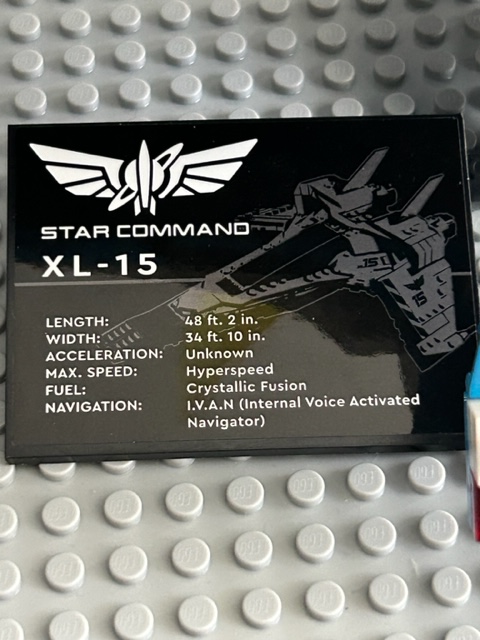 STAR COMMAND
XL-15
LENGTH: 48 ft. 2 in.
WIDTH: 34 ft. 10 in.
ACCELERATION: Unknown
MAX. SPEED: Hyperspeed
FUEL: Crystallic Fusion
NAVIGATION: I.V.A.N (Internal Voice Activated
Navigator)
15